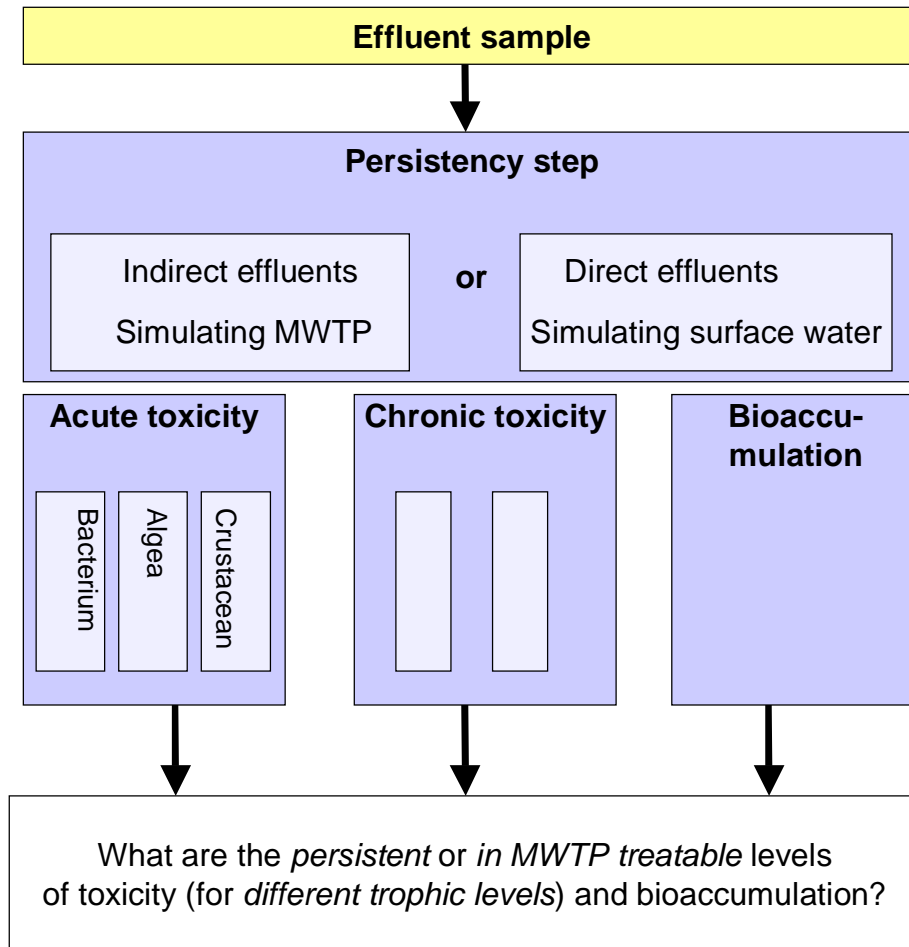 Effluent sample
Persistency step
Indirect effluents
Simulating MWTP
or
Direct effluents
Simulating surface water
Acute toxicity
Bacterium
Algea
Crustacean
Chronic toxicity
Bioaccu-
mulation
What are the persistent or in MWTP treatable levels
of toxicity (for different trophic levels) and bioaccumulation?